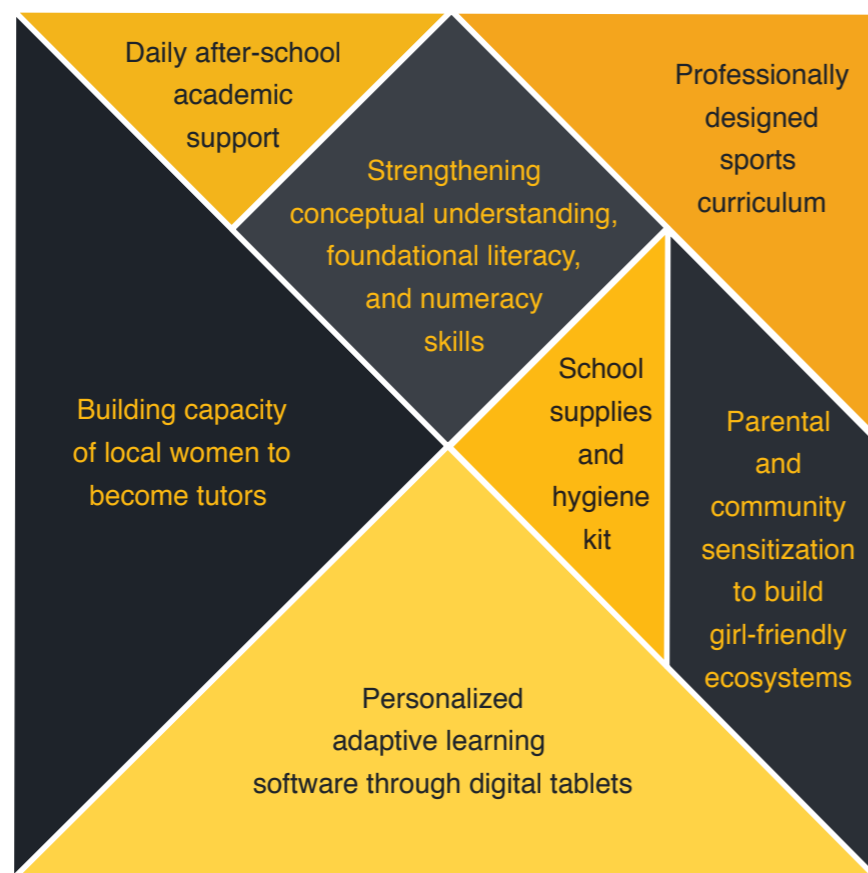 Daily after-school
academic
support
Professionally
designed
sports
curriculum
Strengthening
conceptual understanding,
foundational literacy,
and numeracy
skills
Building capacity
of local women to
become tutors
School
supplies
and
hygiene
kit
Parental
and
community
sensitization
to build
girl-friendly
ecosystems
Personalized
adaptive learning
software through digital tablets